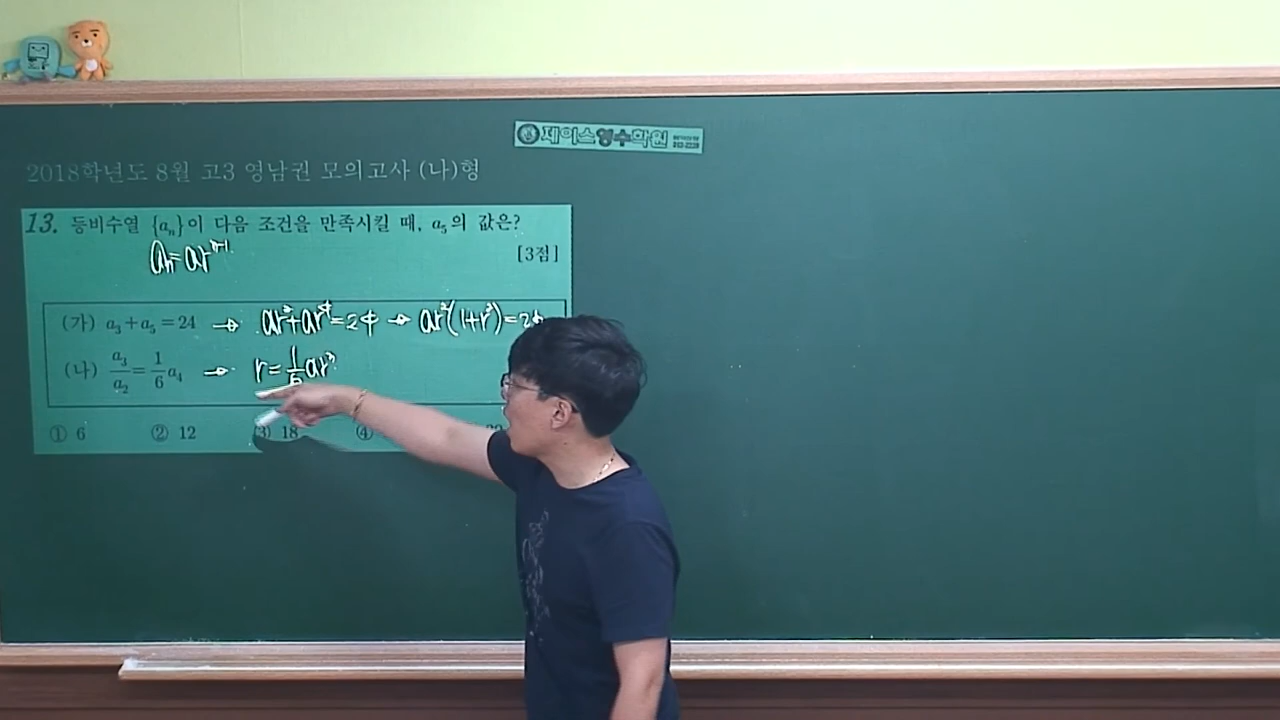 제이스영수학원
2018학년도 8월 고3 영남권 모의고사 (나)형
13. 등비수열 {aₙ}이 다음 조건을 만족시킬 때, a₅의 값은?
aₙ=arⁿ⁻¹
[3점]
(가) a₃+a₅=24 → ar²+ar⁴=24 → ar²(1+r²)=24
(나) a₃/a₂=1/6 a₄ → r=1/6 ar³
① 6 ② 12 ③ 18 ④